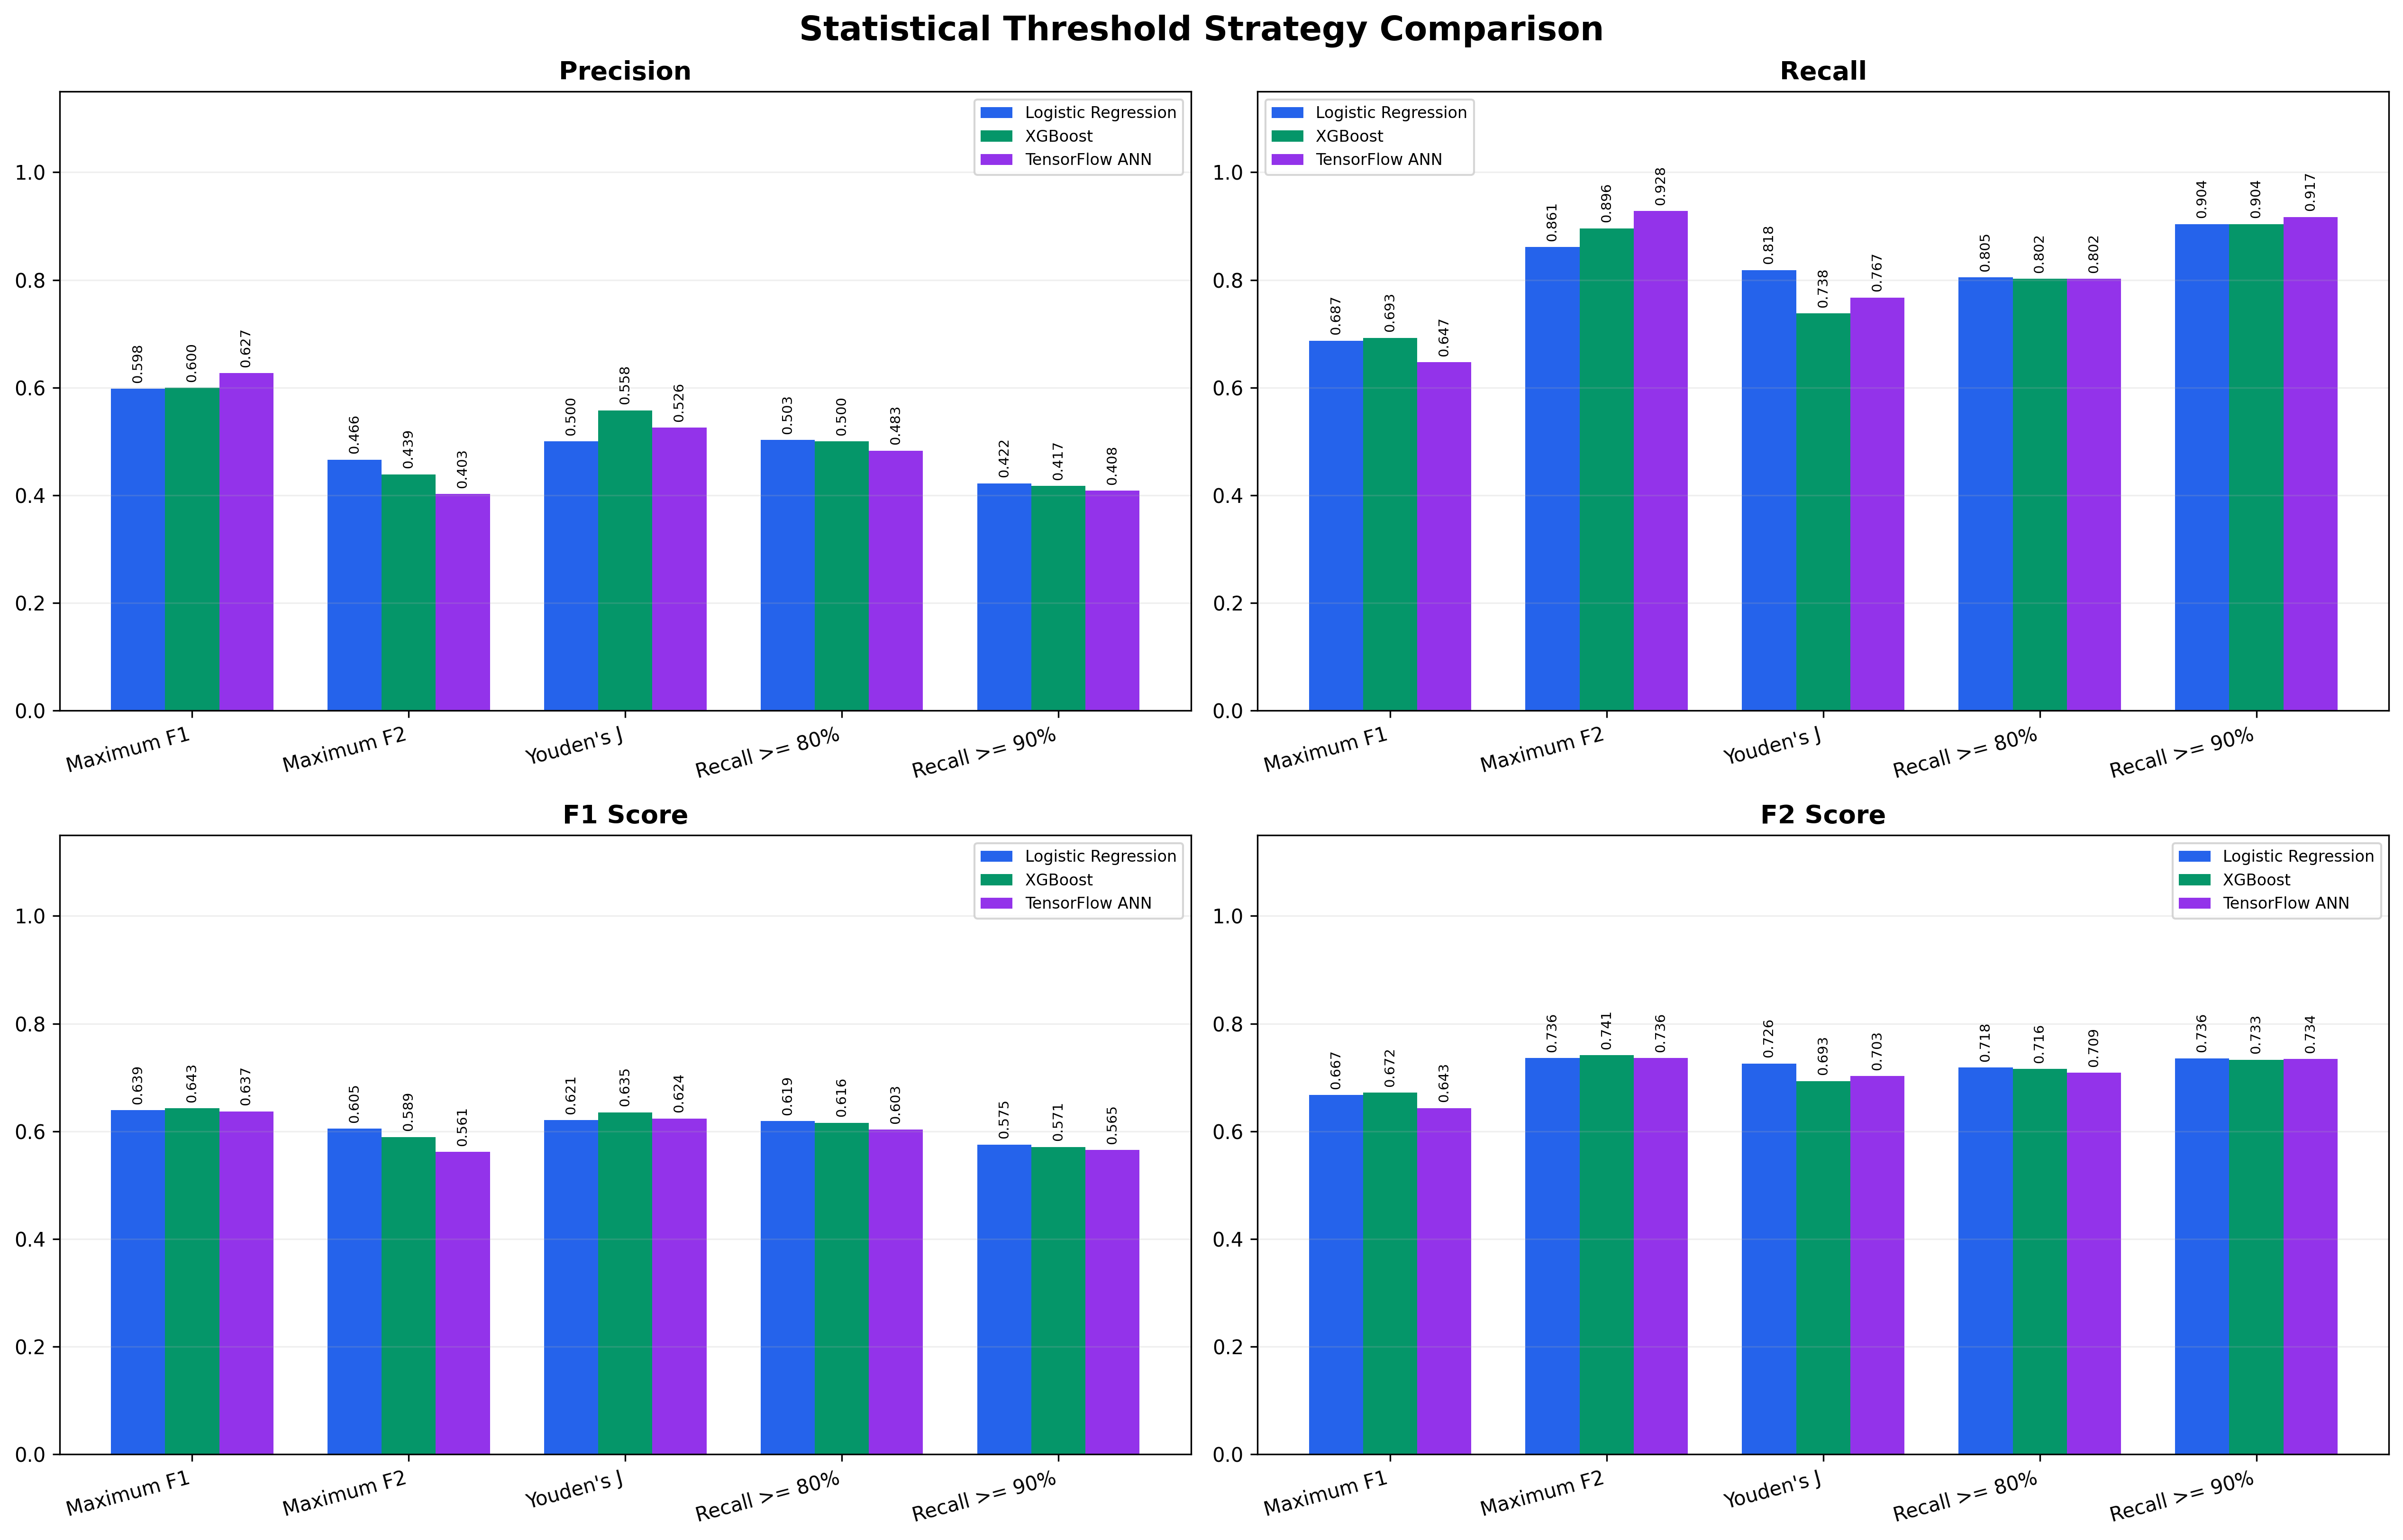 Statistical Threshold Strategy Comparison
Precision
Logistic Regression
XGBoost
TensorFlow ANN
1.0
0.8
0.6
0.4
0.2
0.0
0.598
0.600
0.627
0.466
0.439
0.403
0.500
0.558
0.526
0.503
0.500
0.483
0.422
0.417
0.408
Maximum F1
Maximum F2
Youden's J
Recall >= 80%
Recall >= 90%
Recall
Logistic Regression
XGBoost
TensorFlow ANN
1.0
0.8
0.6
0.4
0.2
0.0
0.687
0.693
0.647
0.861
0.896
0.928
0.818
0.738
0.767
0.805
0.802
0.802
0.904
0.904
0.917
Maximum F1
Maximum F2
Youden's J
Recall >= 80%
Recall >= 90%
F1 Score
Logistic Regression
XGBoost
TensorFlow ANN
1.0
0.8
0.6
0.4
0.2
0.0
0.639
0.643
0.637
0.605
0.589
0.561
0.621
0.635
0.624
0.619
0.616
0.603
0.575
0.571
0.565
Maximum F1
Maximum F2
Youden's J
Recall >= 80%
Recall >= 90%
F2 Score
Logistic Regression
XGBoost
TensorFlow ANN
1.0
0.8
0.6
0.4
0.2
0.0
0.667
0.672
0.643
0.736
0.741
0.736
0.726
0.693
0.703
0.718
0.716
0.709
0.736
0.733
0.734
Maximum F1
Maximum F2
Youden's J
Recall >= 80%
Recall >= 90%